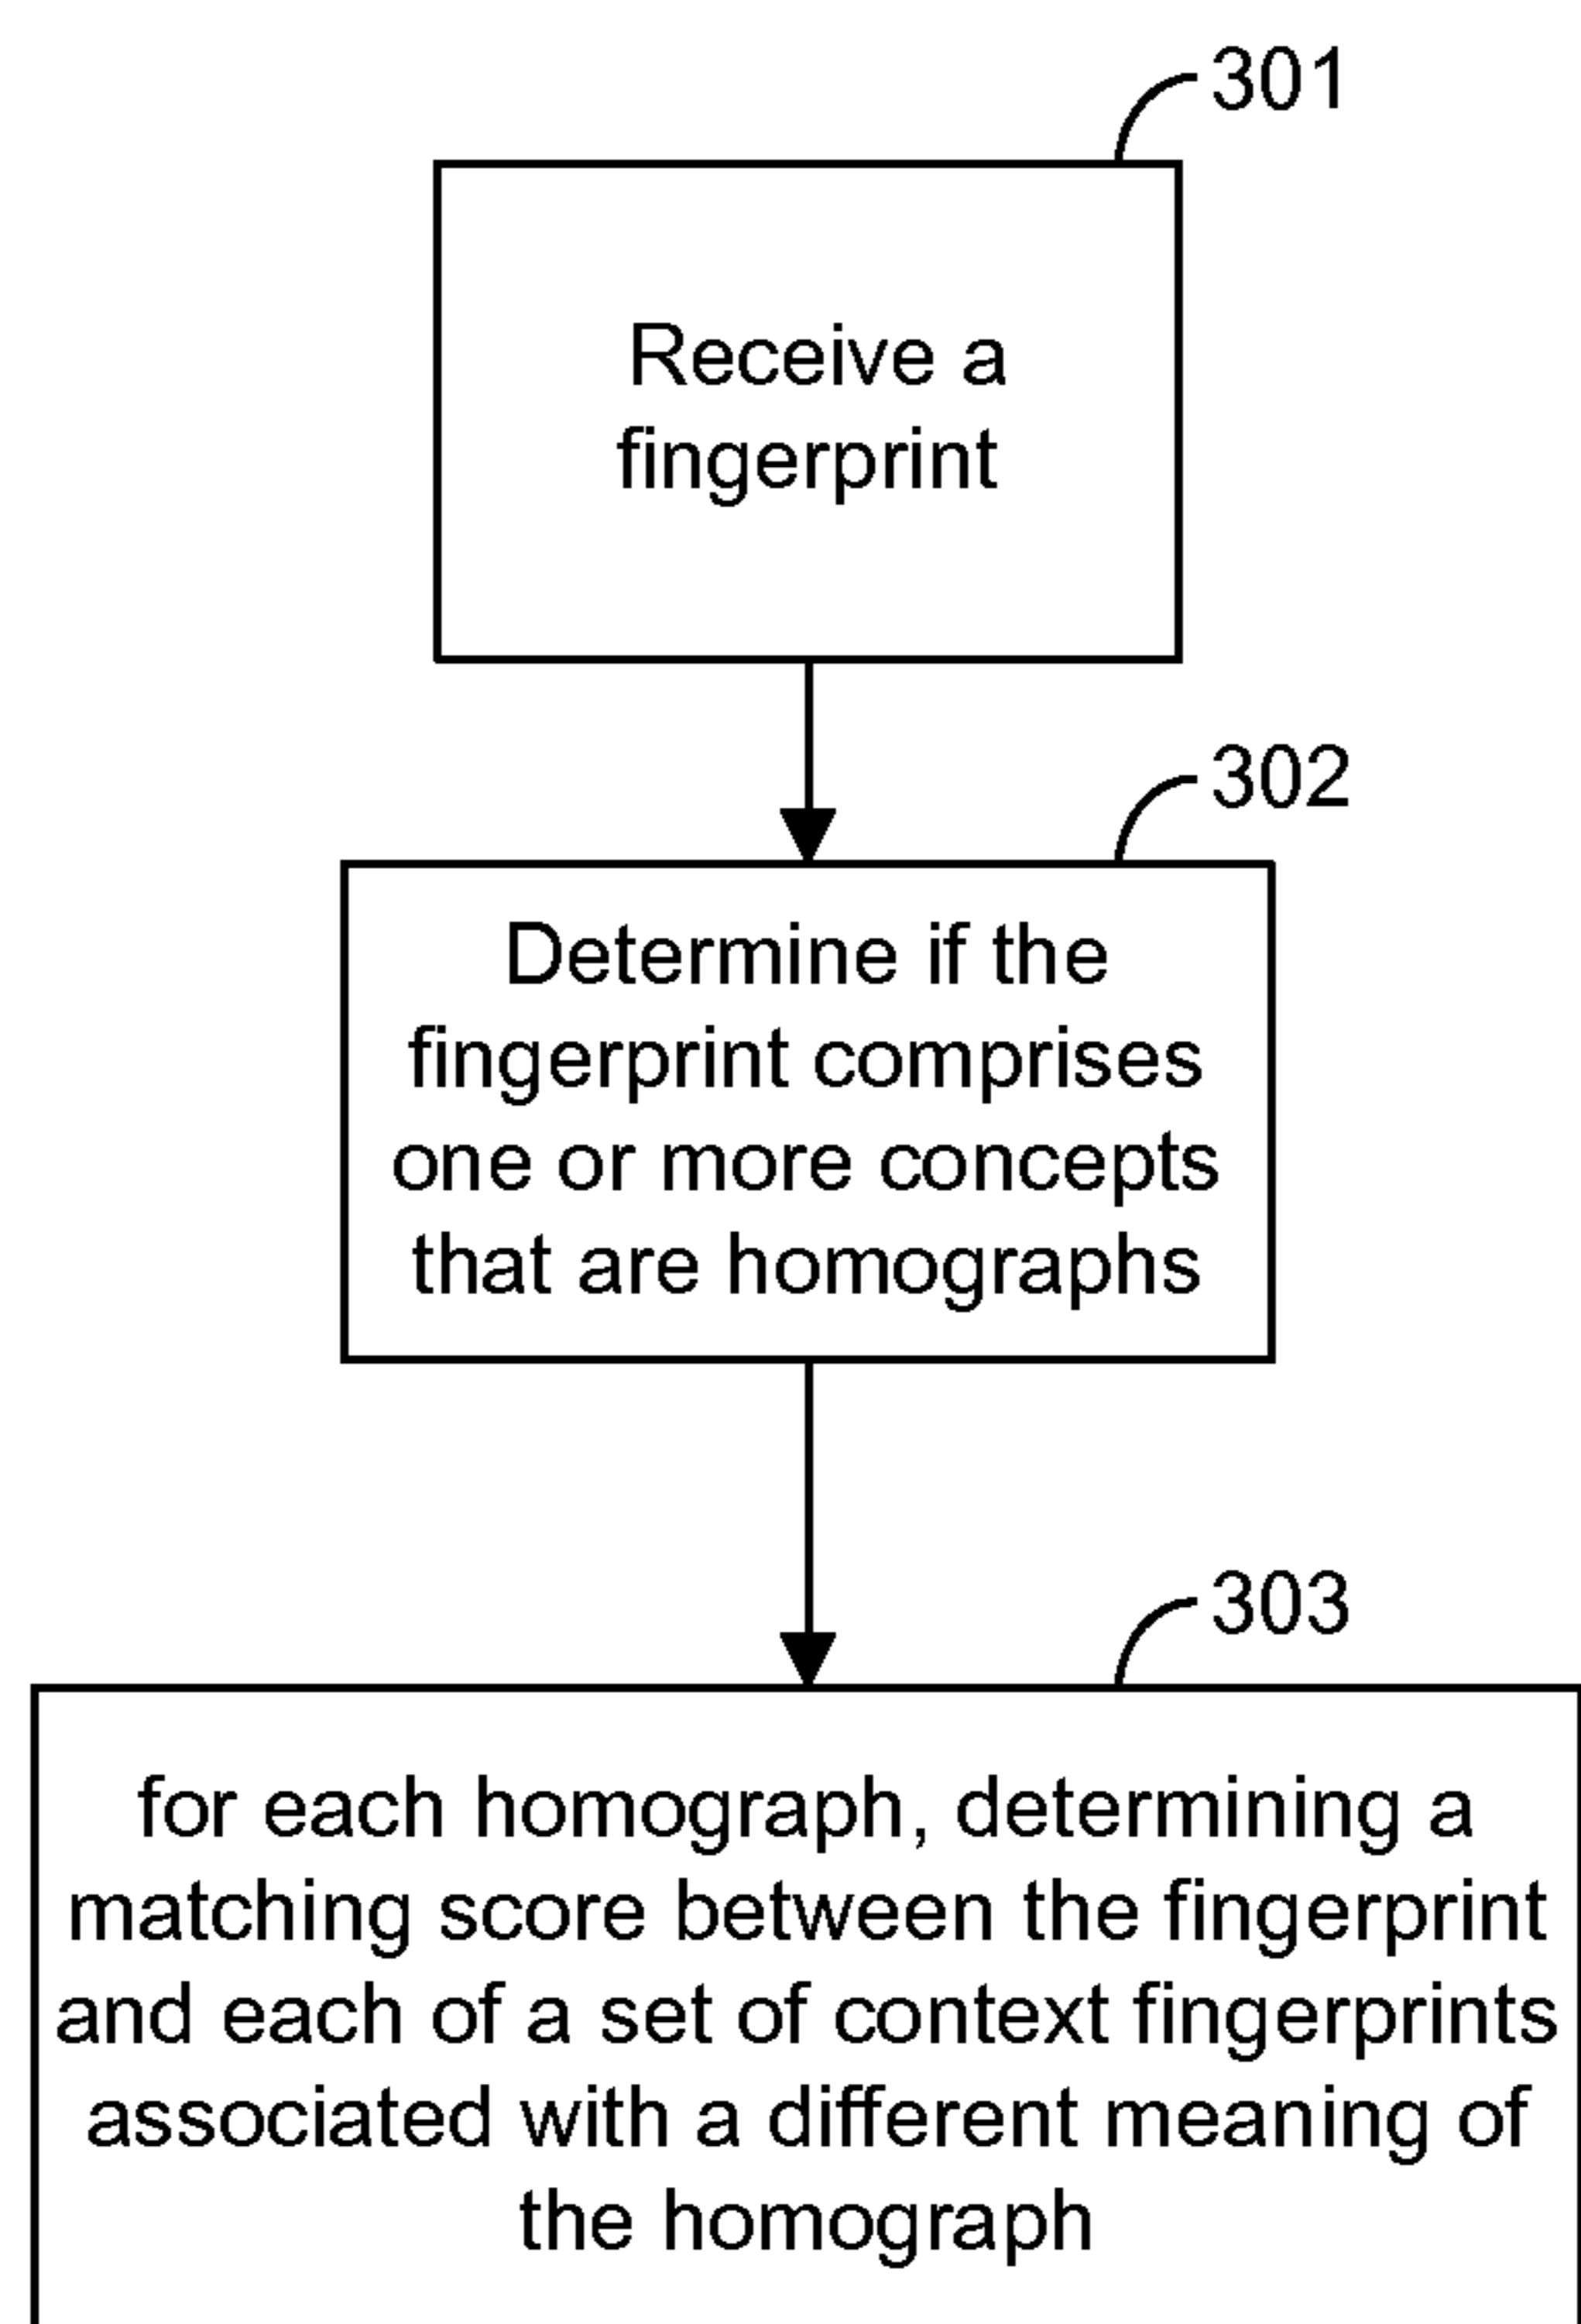 301
Receive a
fingerprint
302
Determine if the
fingerprint comprises
one or more concepts
that are homographs
303
for each homograph, determining a
matching score between the fingerprint
and each of a set of context fingerprints
associated with a different meaning of
the homograph